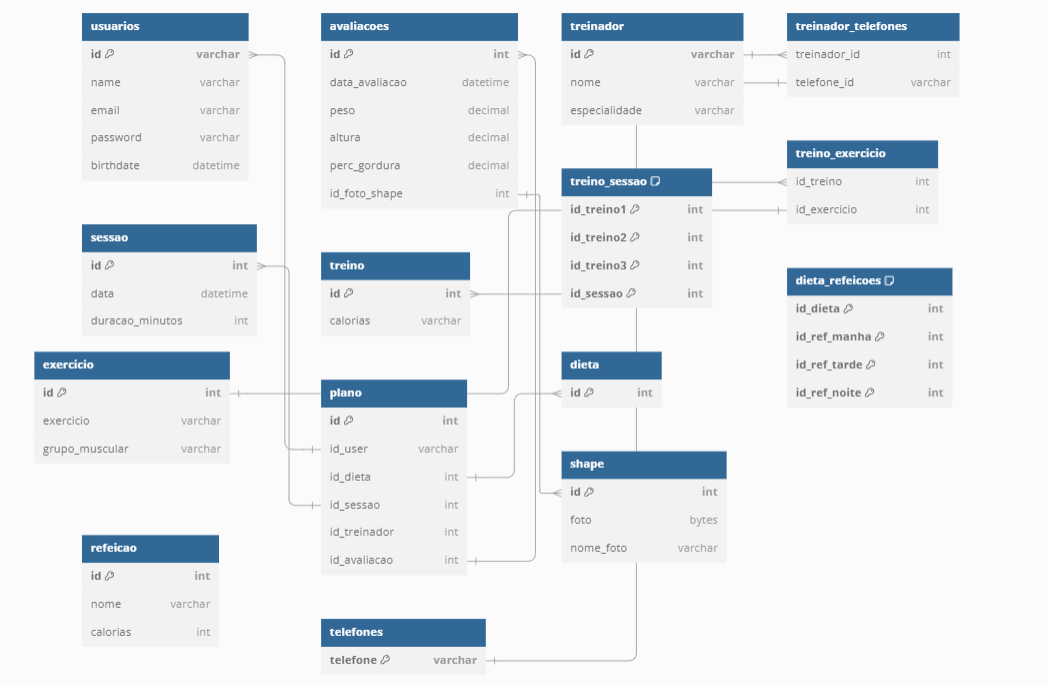 usuarios
id varchar
name varchar
email varchar
password varchar
birthdate datetime
avaliacoes
id int
data_avaliacao datetime
peso decimal
altura decimal
perc_gordura decimal
id_foto_shape int
treinador
id varchar
nome varchar
especialidade varchar
treinador_telefones
treinador_id int
telefone_id varchar
treino_exercicio
id_treino int
id_exercicio int
treino_sessao
id_treino1 int
id_treino2 int
id_treino3 int
id_sessao int
sessao
id int
data datetime
duracao_minutos int
treino
id int
calorias varchar
dieta_refeicoes
id_dieta int
id_ref_manha int
id_ref_tarde int
id_ref_noite int
exercicio
id int
exercicio varchar
grupo_muscular varchar
plano
id int
id_user varchar
id_dieta int
id_sessao int
id_treinador int
id_avaliacao int
dieta
id int
shape
id int
foto bytes
nome_foto varchar
refeicao
id int
nome varchar
calorias int
telefones
telefone varchar